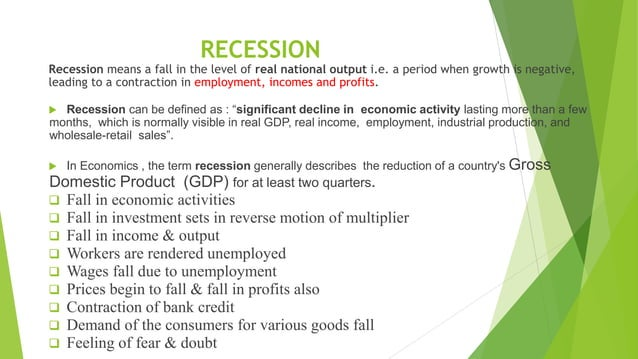 RECESSION
Recession means a fall in the level of real national output i.e. a period when growth is negative,
leading to a contraction in employment, incomes and profits.
Recession can be defined as : “significant decline in economic activity lasting more than a few
months, which is normally visible in real GDP, real income, employment, industrial production, and
wholesale-retail sales”.
In Economics , the term recession generally describes the reduction of a country's Gross
Domestic Product (GDP) for at least two quarters.
Fall in economic activities
Fall in investment sets in reverse motion of multiplier
Fall in income & output
Workers are rendered unemployed
Wages fall due to unemployment
Prices begin to fall & fall in profits also
Contraction of bank credit
Demand of the consumers for various goods fall
Feeling of fear & doubt